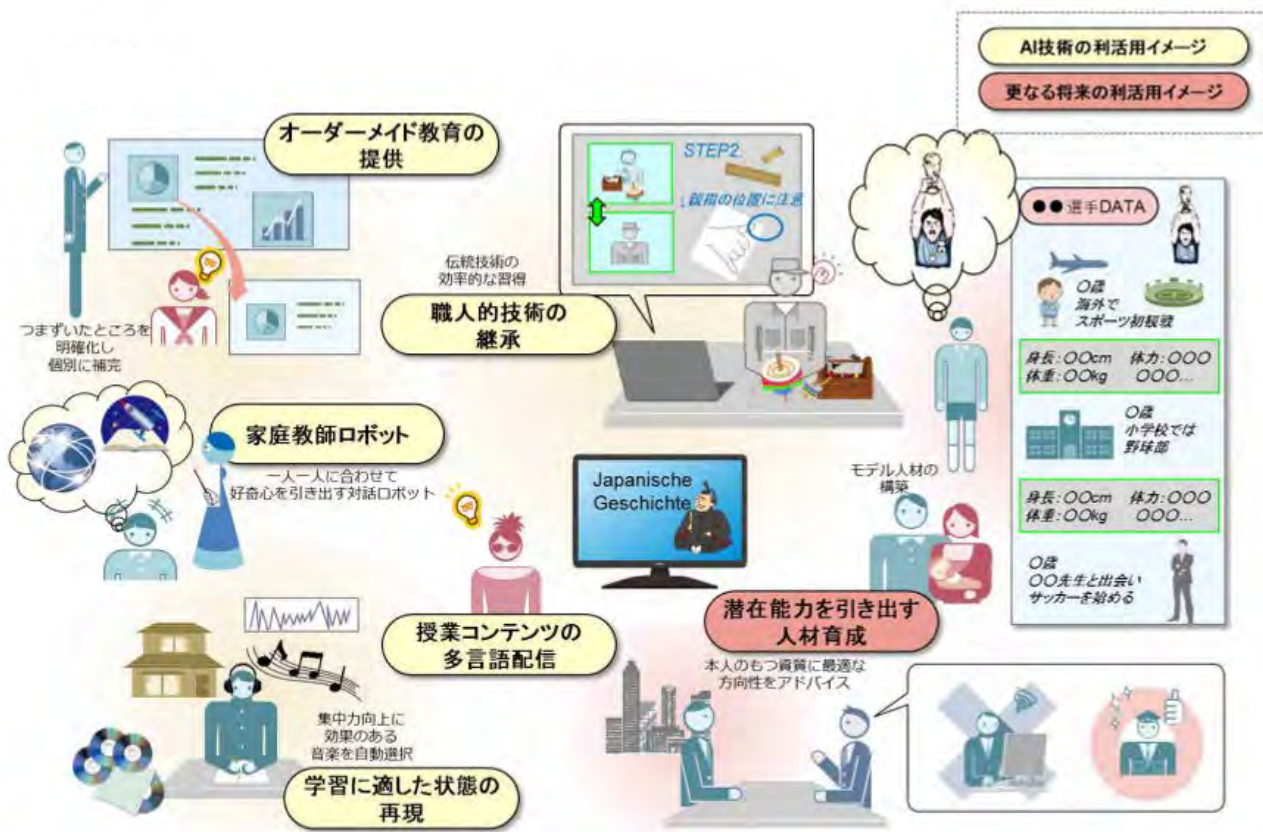 AI技術の利活用イメージ
更なる将来の利活用イメージ
オーダーメイド教育の
提供
つまずいたところを
明確化し
個別に補完
STEP2
↓親指の位置に注意
伝統技術の
効率的な習得
職人的技術の
継承
●●選手DATA
〇歳
海外で
スポーツ初観戦
身長:〇〇cm 体力:〇〇〇
体重:〇〇kg 〇〇〇…
〇歳
小学校では
野球部
身長:〇〇cm 体力:〇〇〇
体重:〇〇kg 〇〇〇…
〇歳
〇〇先生と出会い
サッカーを始める
モデル人材の
構築
家庭教師ロボット
一人一人に合わせて
好奇心を引き出す対話ロボット
Japanische
Geschichte
授業コンテンツの
多言語配信
潜在能力を引き出す
人材育成
本人のもつ資質に最適な
方向性をアドバイス
集中力向上に
効果のある
音楽を自動選択
学習に適した状態の
再現